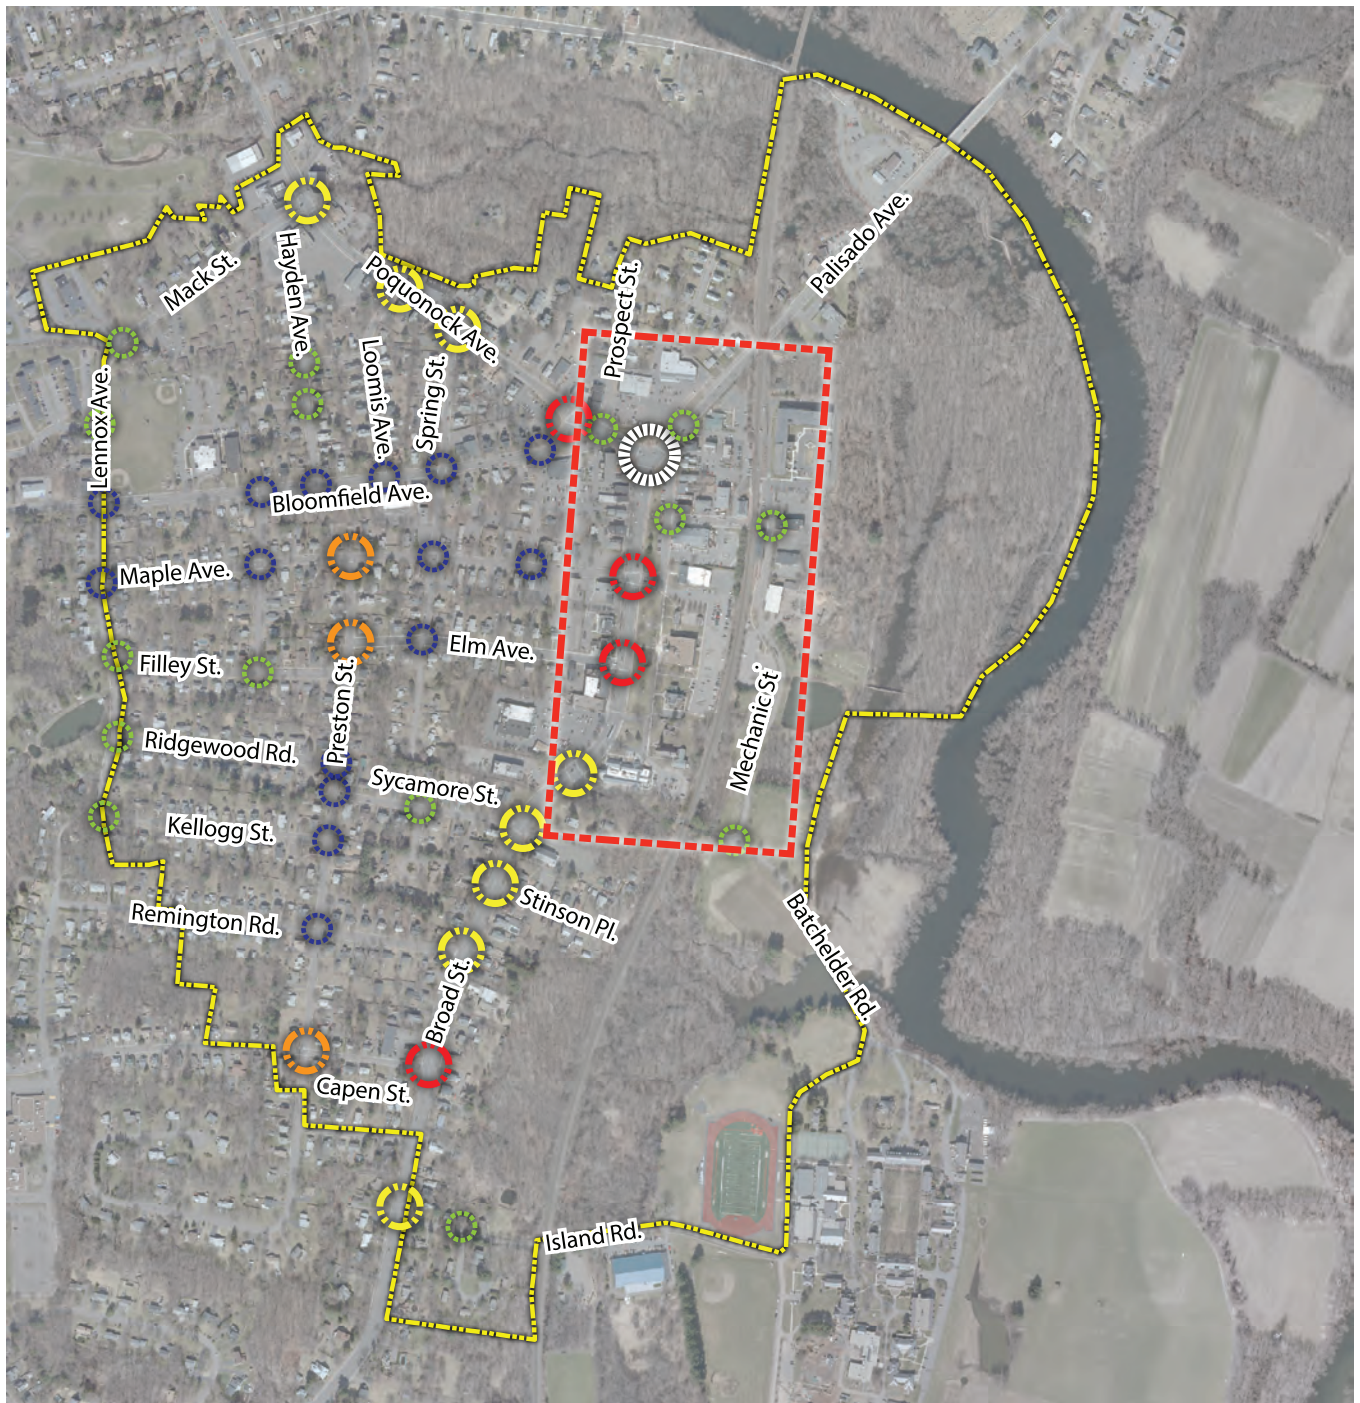 Palisado Ave.
Mack St.
Hayden Ave.
Poquonock Ave.
Prospect St.
Loomis Ave.
Spring St.
Lennox Ave.
Bloomfield Ave.
Maple Ave.
Elm Ave.
Filley St.
Preston St.
Mechanic St.
Ridgewood Rd.
Sycamore St.
Kellogg St.
Remington Rd.
Stinson Pl.
Batchelder Rd.
Broad St.
Capen St.
Island Rd.